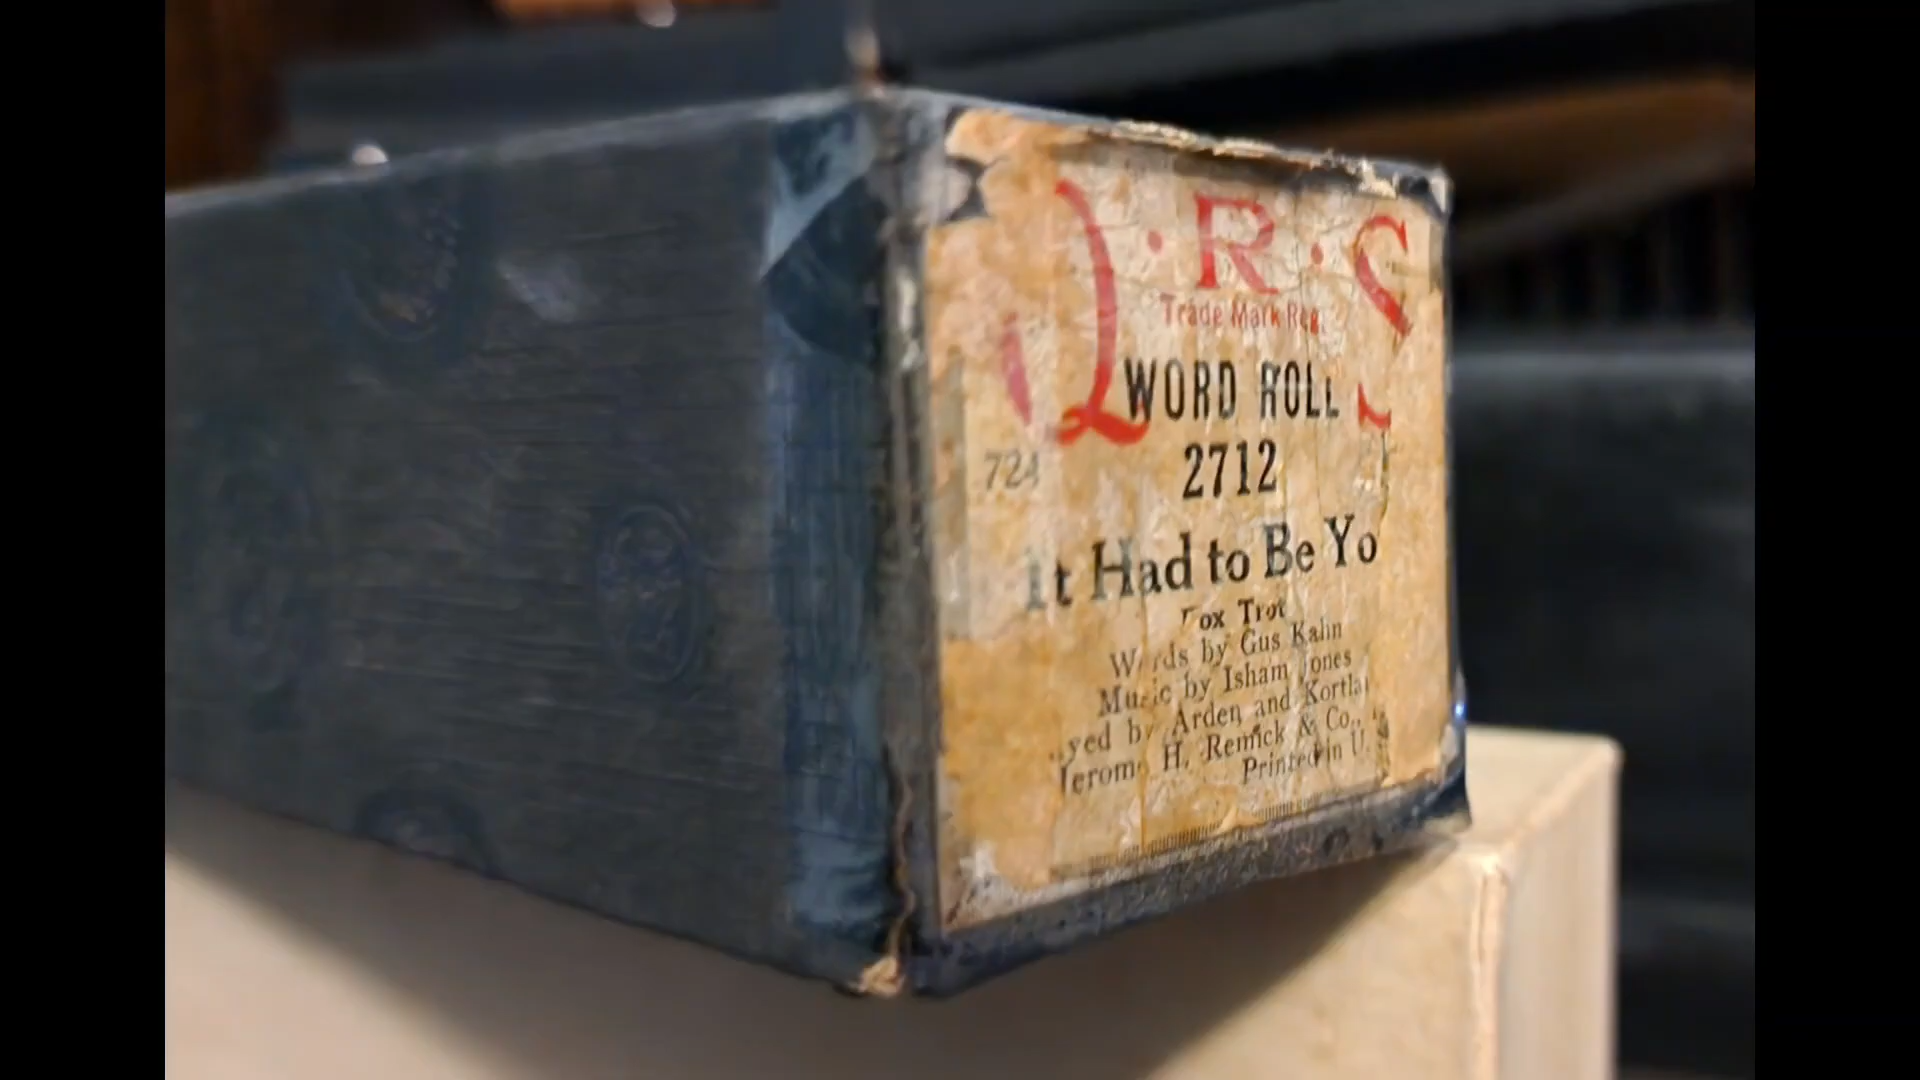 Q·R·S
Trade Mark Reg.
WORD ROLL
724
2712
It Had to Be Yo
Fox Trot
Words by Gus Kahn
Music by Isham Jones
yed by Arden and Kortla
Jerome H. Remick & Co.,
Printed in U.